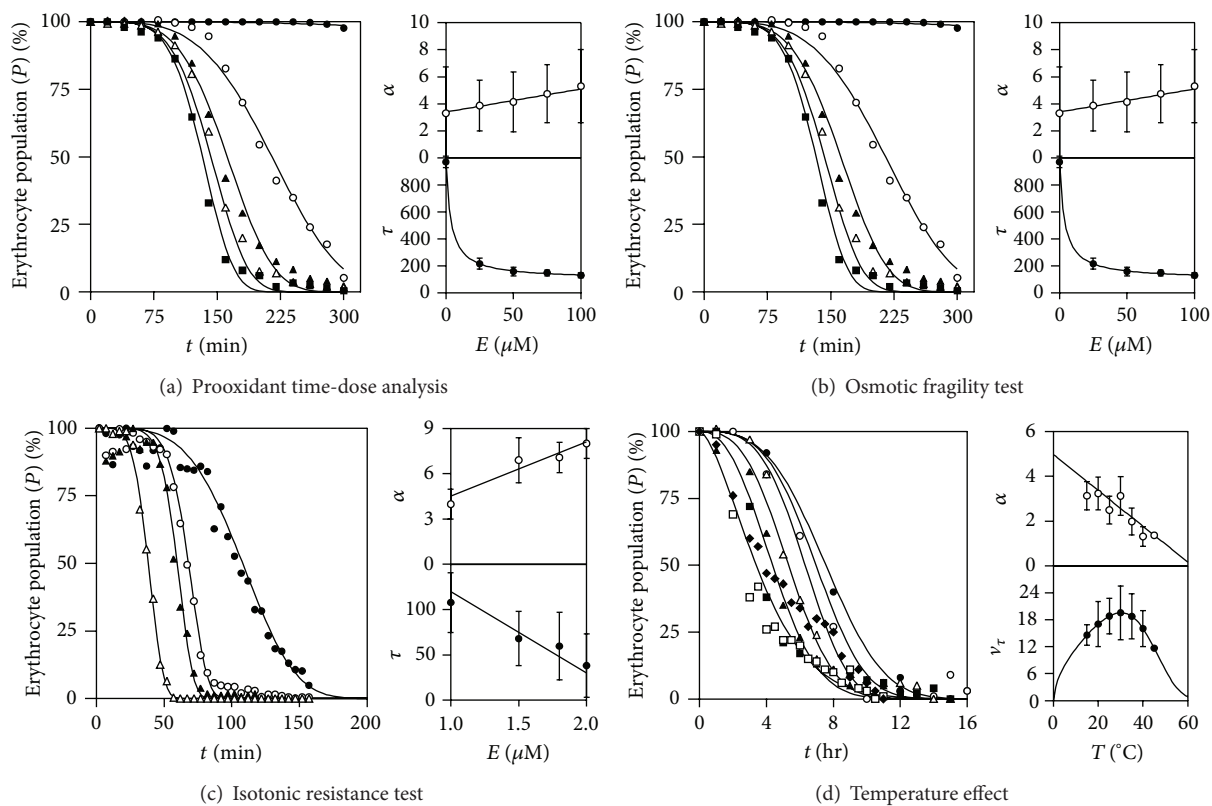 Erythrocyte population (P) (%)
100
75
50
25
0
0 75 150 225 300
t (min)
α
10
8
6
4
2
0
τ
800
600
400
200
0
0 50 100
E (μM)
(a) Prooxidant time-dose analysis
Erythrocyte population (P) (%)
100
75
50
25
0
0 75 150 225 300
t (min)
α
10
8
6
4
2
0
τ
800
600
400
200
0
0 50 100
E (μM)
(b) Osmotic fragility test
Erythrocyte population (P) (%)
100
75
50
25
0
0 50 100 150 200
t (min)
α
9
6
3
0
τ
100
50
0
1.0 1.5 2.0
E (μM)
(c) Isotonic resistance test
Erythrocyte population (P) (%)
100
75
50
25
0
0 4 8 12 16
t (hr)
α
6
4
2
0
ντ
24
18
12
6
0
0 20 40 60
T (°C)
(d) Temperature effect